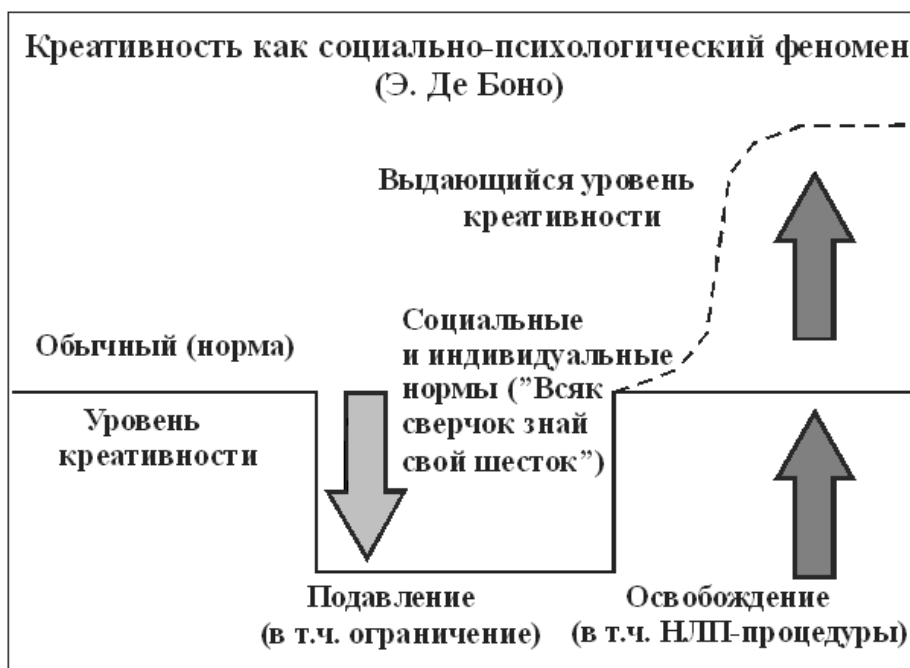 Креативность как социально-психологический феномен
(Э. Де Боно)
Выдающийся уровень
креативности
Обычный (норма)
Социальные
и индивидуальные
нормы (”Всяк
сверчок знай
свой шесток”)
Уровень
креативности
Подавление
(в т.ч. ограничение)
Освобождение
(в т.ч. НЛП-процедуры)